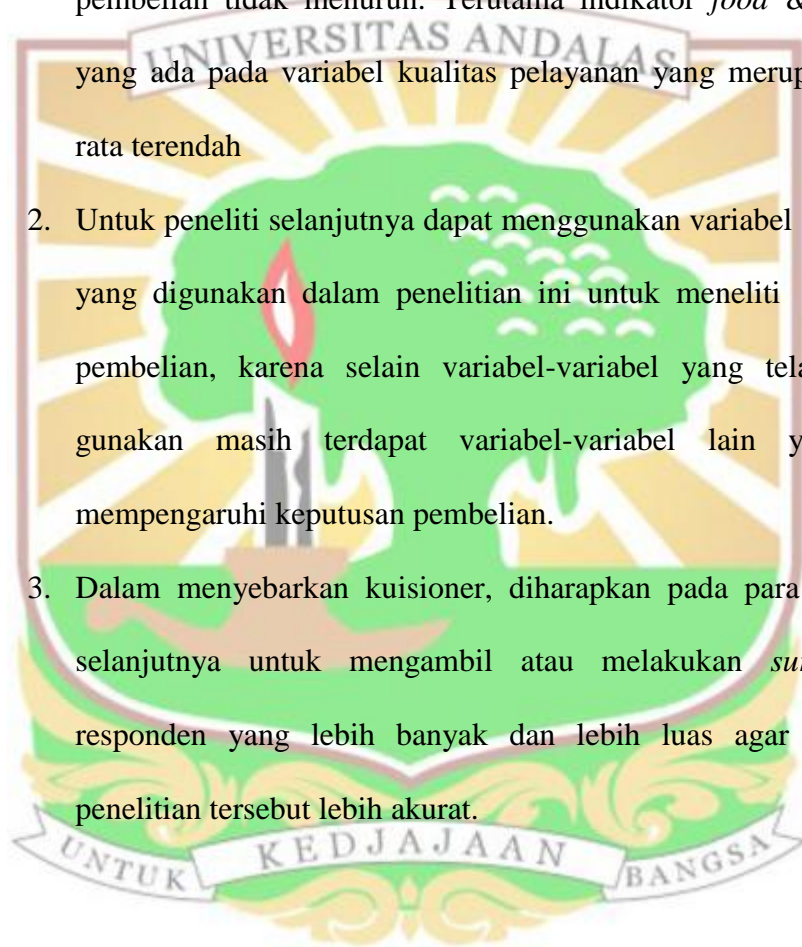 pembelian tidak menurun. Terutama indikator food &
UNIVERSITAS ANDALAS
yang ada pada variabel kualitas pelayanan yang
rata terendah
2. Untuk peneliti selanjutnya dapat menggunakan variabel
yang digunakan dalam penelitian ini untuk meneliti
pembelian, karena selain variabel-variabel yang
gunakan masih terdapat variabel-variabel lain
mempengaruhi keputusan pembelian.
3. Dalam menyebarkan kuisioner, diharapkan pada para
selanjutnya untuk mengambil atau melakukan
responden yang lebih banyak dan lebih luas agar
penelitian tersebut lebih akurat.
UNTUK KEDJAJAAN BANGSA